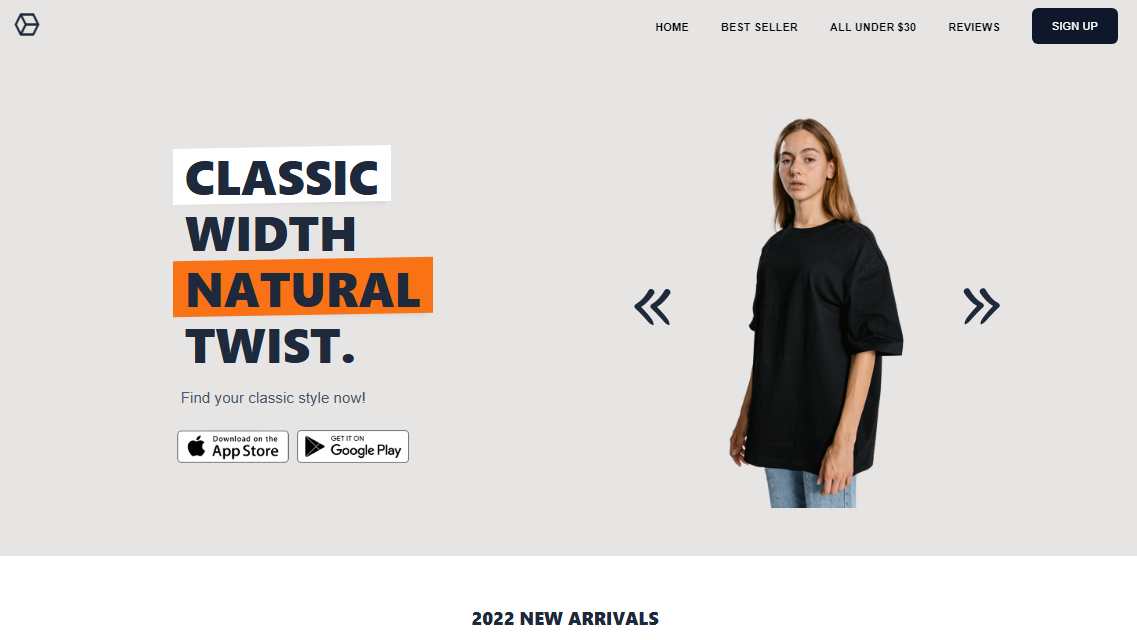 HOME
BEST SELLER
ALL UNDER $30
REVIEWS
SIGN UP
CLASSIC
WIDTH
NATURAL
TWIST.
Find your classic style now!
Download on the
App Store
GET IT ON
Google Play
2022 NEW ARRIVALS